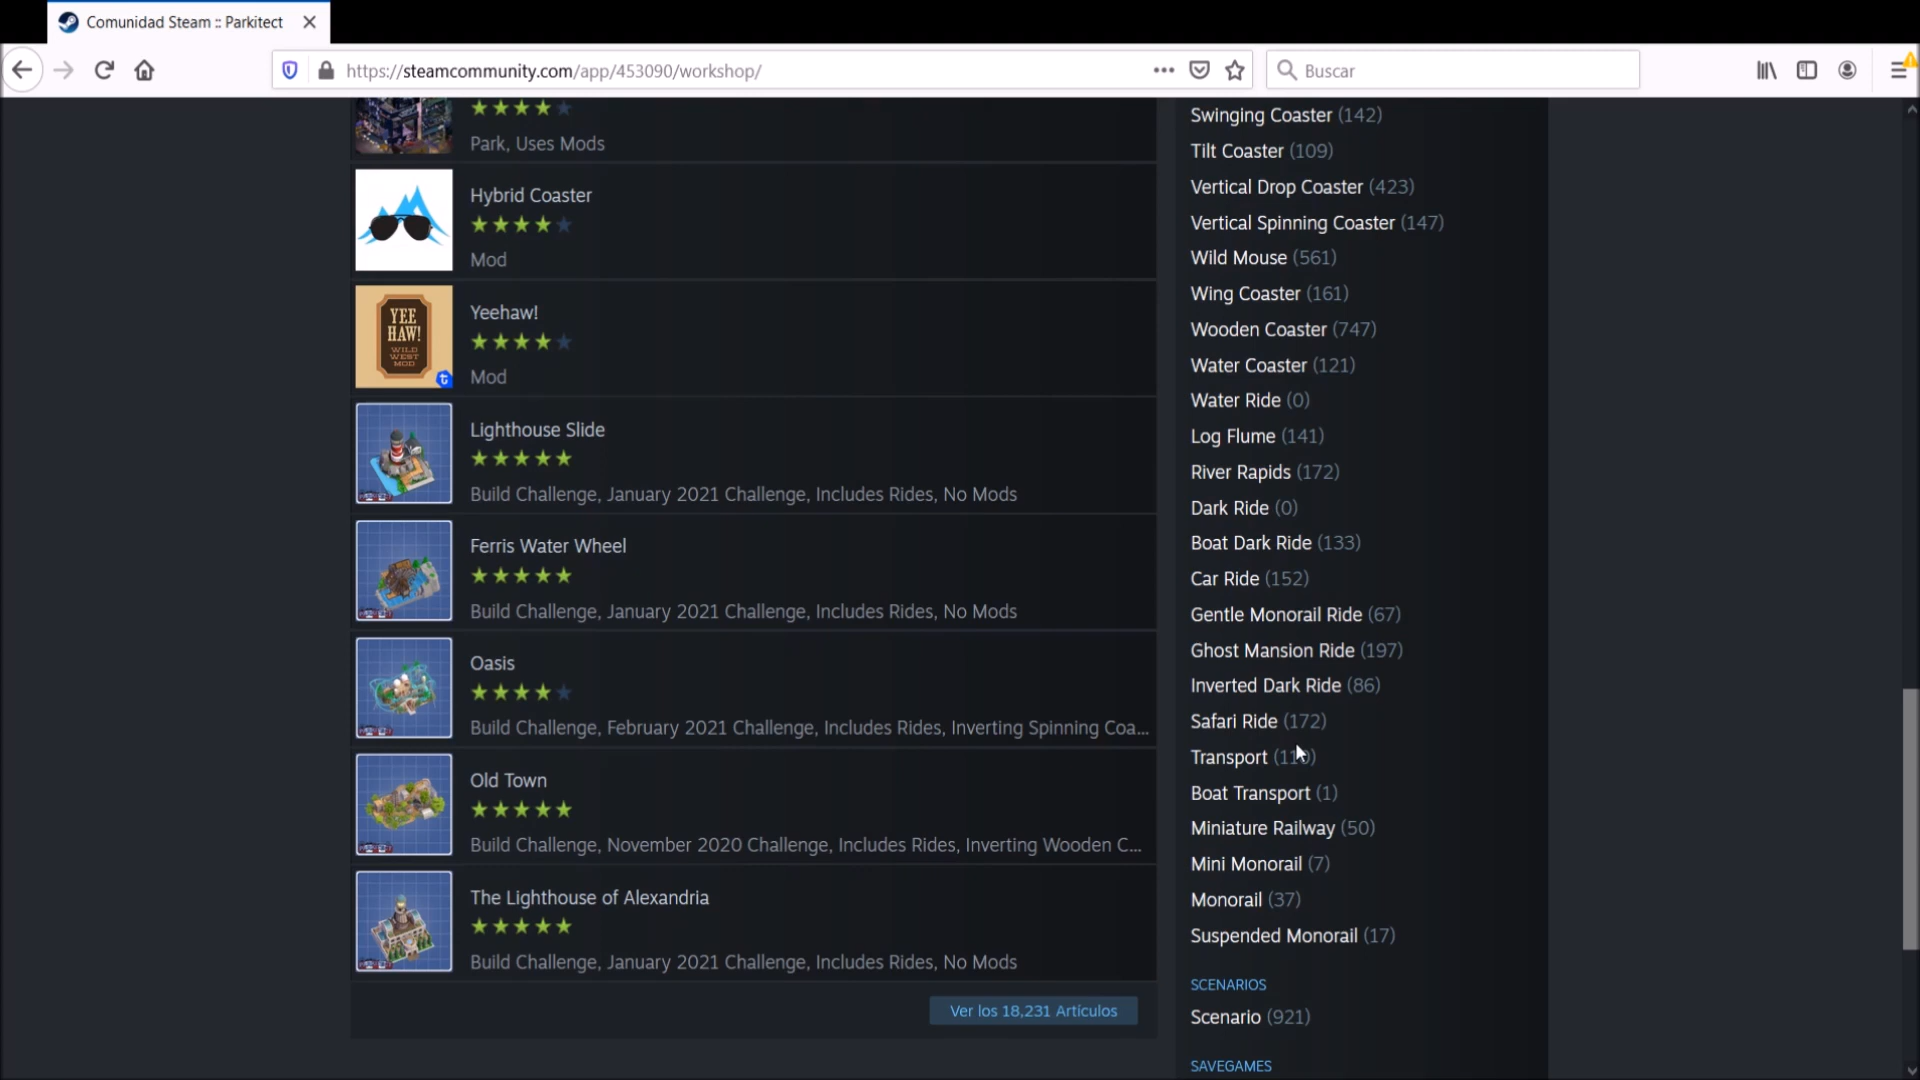 Comunidad Steam :: Parkitect
https://steamcommunity.com/app/453090/workshop/
Buscar
Park, Uses Mods
Hybrid Coaster
Mod
YEE
HAW!
WILD
WEST
MOD
Yeehaw!
Mod
Lighthouse Slide
Build Challenge, January 2021 Challenge, Includes Rides, No Mods
Ferris Water Wheel
Build Challenge, January 2021 Challenge, Includes Rides, No Mods
Oasis
Build Challenge, February 2021 Challenge, Includes Rides, Inverting Spinning Coa...
Old Town
Build Challenge, November 2020 Challenge, Includes Rides, Inverting Wooden C...
The Lighthouse of Alexandria
Build Challenge, January 2021 Challenge, Includes Rides, No Mods
Ver los 18,231 Artículos
Swinging Coaster (142)
Tilt Coaster (109)
Vertical Drop Coaster (423)
Vertical Spinning Coaster (147)
Wild Mouse (561)
Wing Coaster (161)
Wooden Coaster (747)
Water Coaster (121)
Water Ride (0)
Log Flume (141)
River Rapids (172)
Dark Ride (0)
Boat Dark Ride (133)
Car Ride (152)
Gentle Monorail Ride (67)
Ghost Mansion Ride (197)
Inverted Dark Ride (86)
Safari Ride (172)
Transport
Boat Transport (1)
Miniature Railway (50)
Mini Monorail (7)
Monorail (37)
Suspended Monorail (17)
SCENARIOS
Scenario (921)
SAVEGAMES